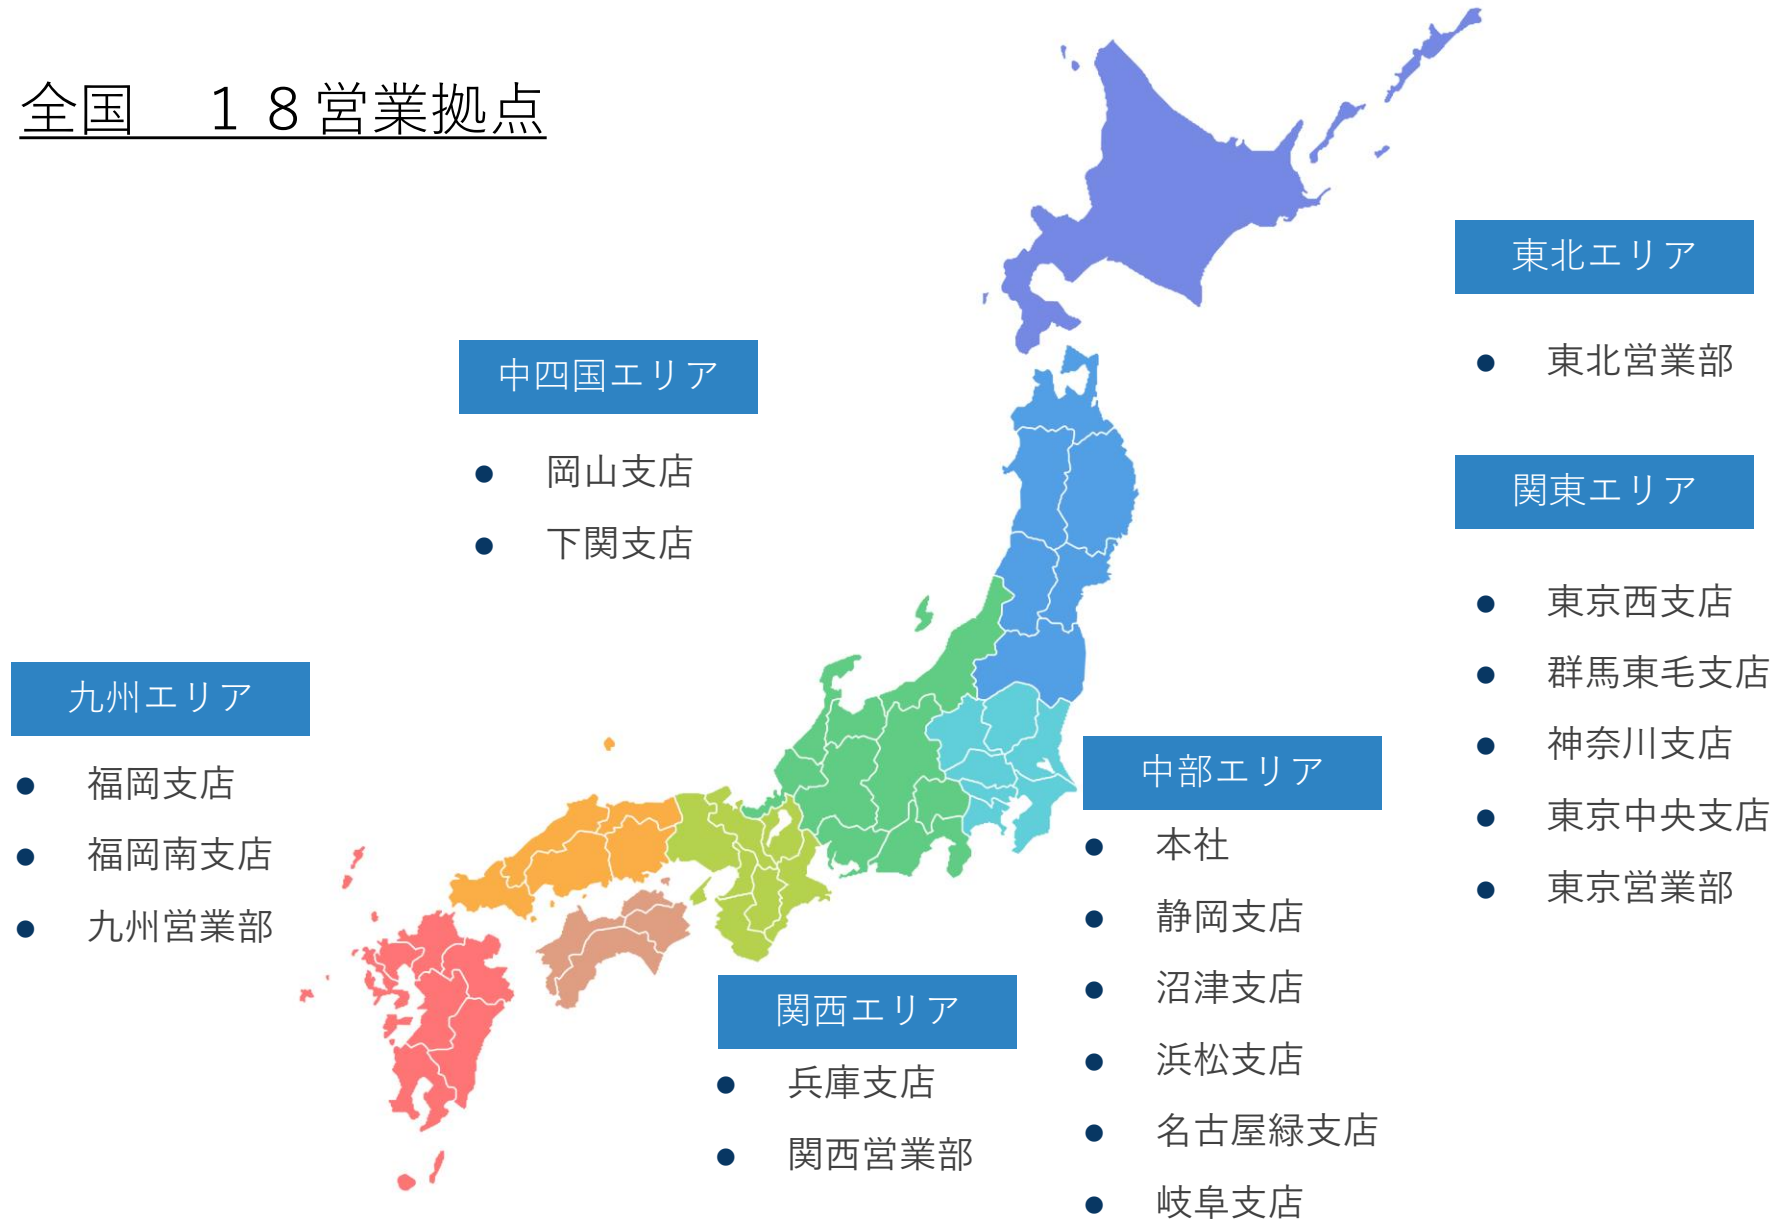 全国　１８営業拠点
東北エリア
東北営業部
中四国エリア
岡山支店
下関支店
関東エリア
東京西支店
群馬東毛支店
神奈川支店
東京中央支店
東京営業部
九州エリア
福岡支店
福岡南支店
九州営業部
中部エリア
本社
静岡支店
沼津支店
浜松支店
名古屋緑支店
岐阜支店
関西エリア
兵庫支店
関西営業部